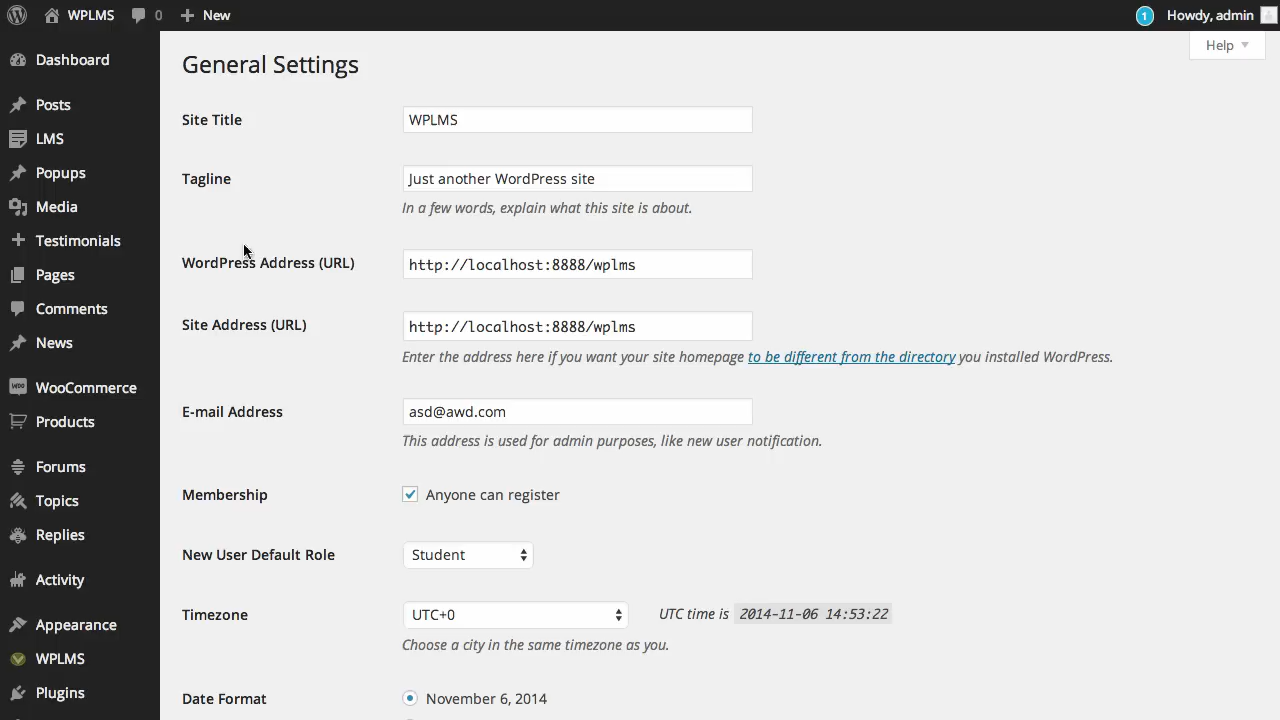 WPLMS 0 New 1 Howdy, admin
Help
Dashboard
Posts
LMS
Popups
Media
Testimonials
Pages
Comments
News
WooCommerce
Products
Forums
Topics
Replies
Activity
Appearance
WPLMS
Plugins
General Settings
Site Title WPLMS
Tagline Just another WordPress site
In a few words, explain what this site is about.
WordPress Address (URL) http://localhost:8888/wplms
Site Address (URL) http://localhost:8888/wplms
Enter the address here if you want your site homepage to be different from the directory you installed WordPress.
E-mail Address asd@awd.com
This address is used for admin purposes, like new user notification.
Membership Anyone can register
New User Default Role Student
Timezone UTC+0 UTC time is 2014-11-06 14:53:22
Choose a city in the same timezone as you.
Date Format November 6, 2014